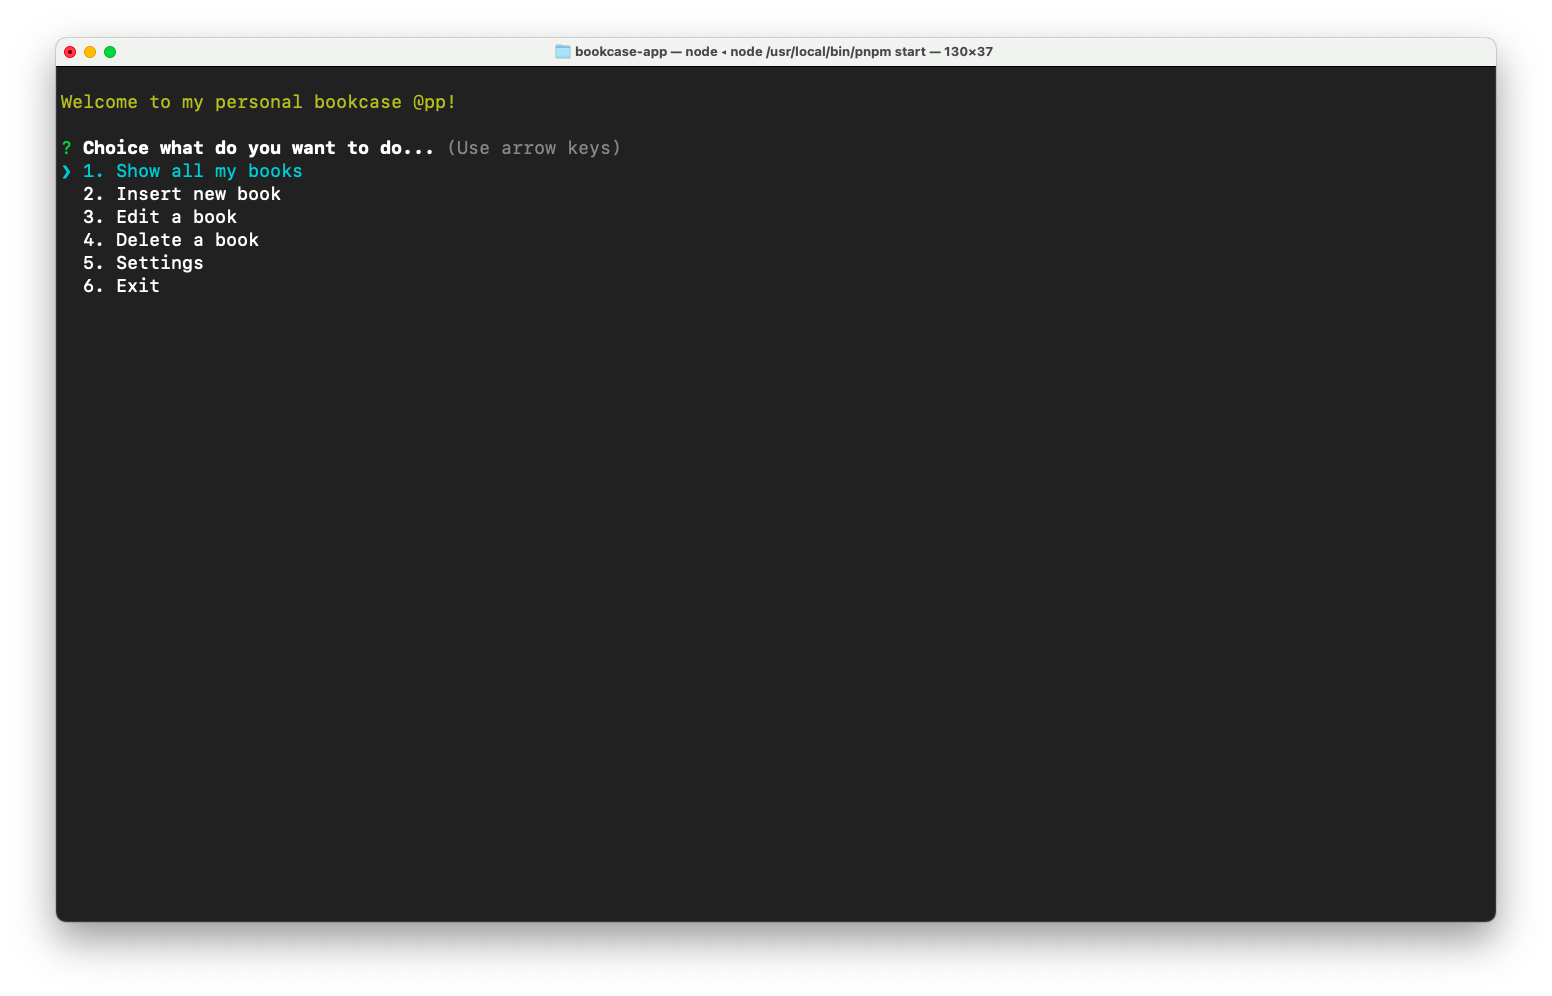 bookcase-app — node ◂ node /usr/local/bin/pnpm start — 130×37
Welcome to my personal bookcase @pp!
? Choice what do you want to do... (Use arrow keys)
❯ 1. Show all my books
2. Insert new book
3. Edit a book
4. Delete a book
5. Settings
6. Exit